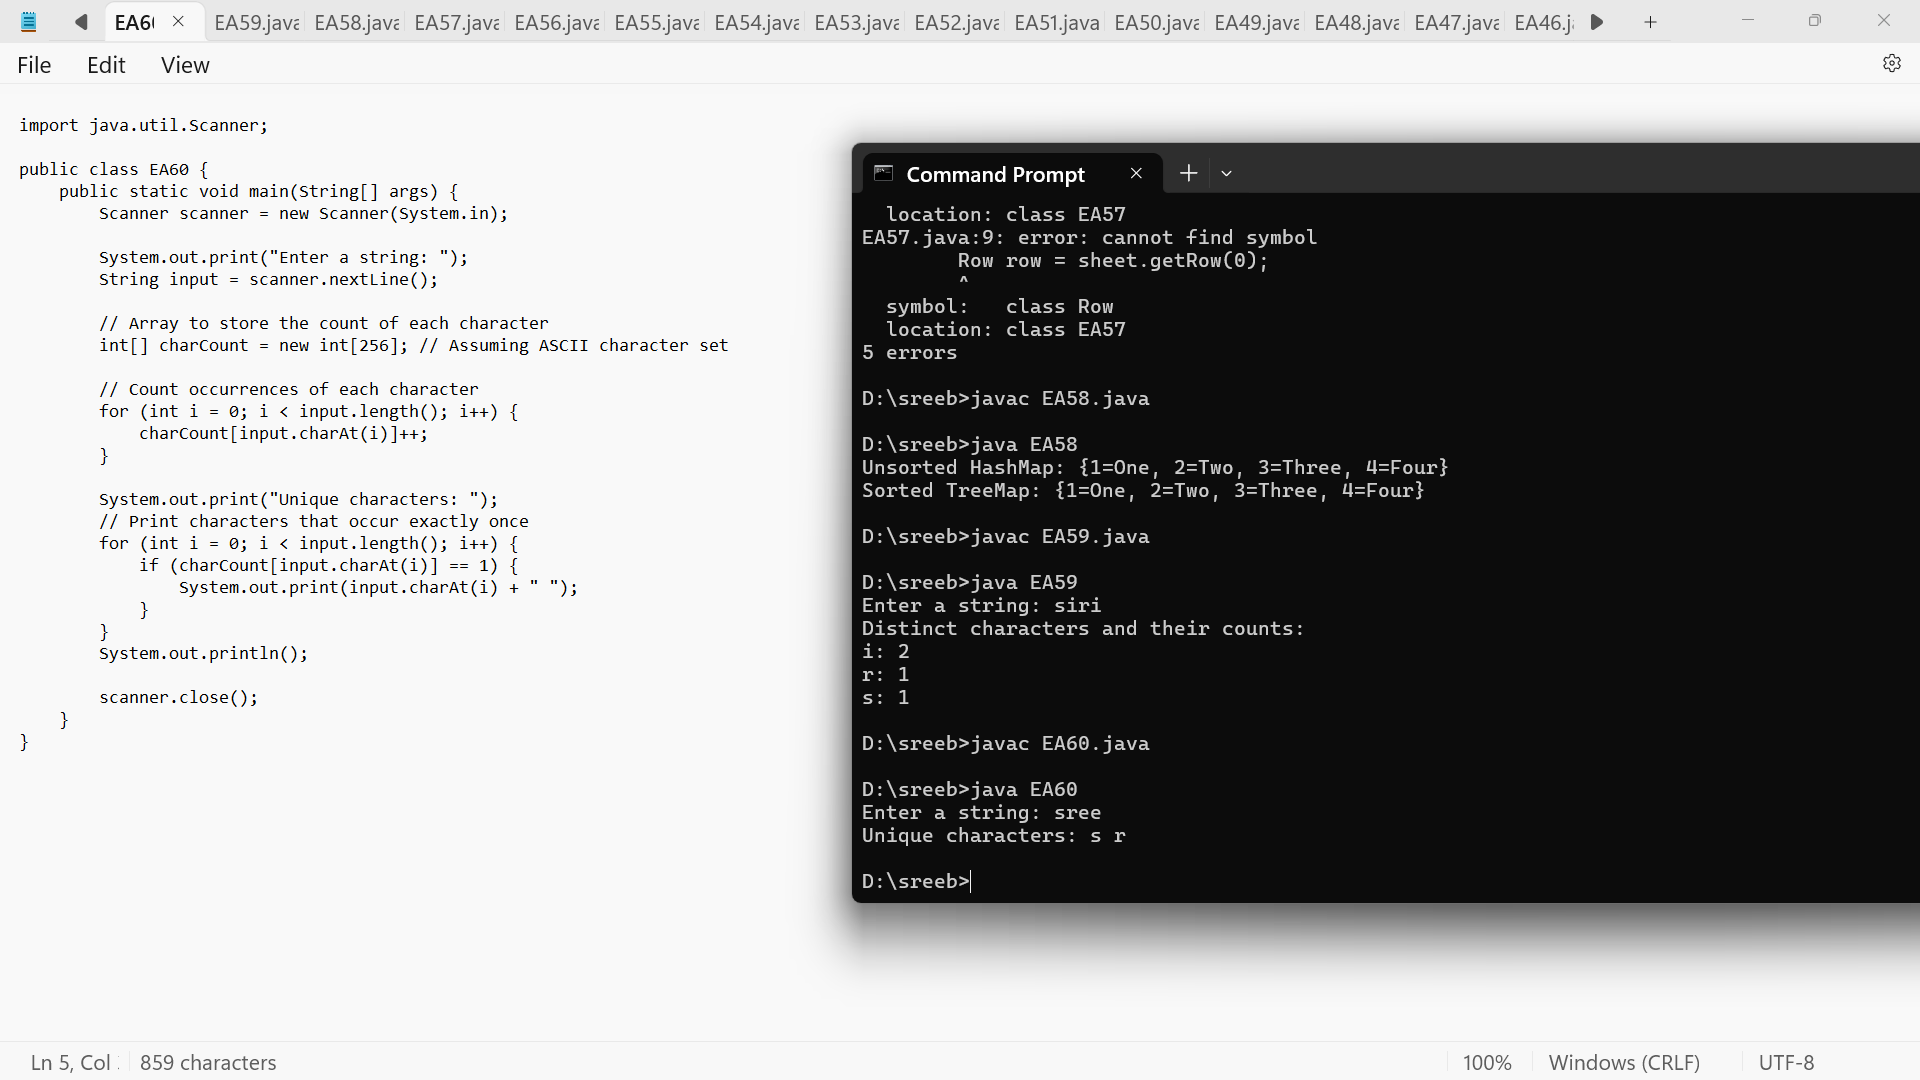 EA60 EA59.java EA58.java EA57.java EA56.java EA55.java EA54.java EA53.java EA52.java EA51.java EA50.java EA49.java EA48.java EA47.java EA46.j
File Edit View
import java.util.Scanner;
public class EA60 {
    public static void main(String[] args) {
        Scanner scanner = new Scanner(System.in);
        System.out.print("Enter a string: ");
        String input = scanner.nextLine();
        // Array to store the count of each character
        int[] charCount = new int[256]; // Assuming ASCII character set
        // Count occurrences of each character
        for (int i = 0; i < input.length(); i++) {
            charCount[input.charAt(i)]++;
        }
        System.out.print("Unique characters: ");
        // Print characters that occur exactly once
        for (int i = 0; i < input.length(); i++) {
            if (charCount[input.charAt(i)] == 1) {
                System.out.print(input.charAt(i) + " ");
            }
        }
        System.out.println();
        scanner.close();
    }
}
Command Prompt
  location: class EA57
EA57.java:9: error: cannot find symbol
        Row row = sheet.getRow(0);
        ^
  symbol:   class Row
  location: class EA57
5 errors
D:\sreeb>javac EA58.java
D:\sreeb>java EA58
Unsorted HashMap: {1=One, 2=Two, 3=Three, 4=Four}
Sorted TreeMap: {1=One, 2=Two, 3=Three, 4=Four}
D:\sreeb>javac EA59.java
D:\sreeb>java EA59
Enter a string: siri
Distinct characters and their counts:
i: 2
r: 1
s: 1
D:\sreeb>javac EA60.java
D:\sreeb>java EA60
Enter a string: sree
Unique characters: s r
D:\sreeb>
Ln 5, Col 859 characters 100% Windows (CRLF) UTF-8